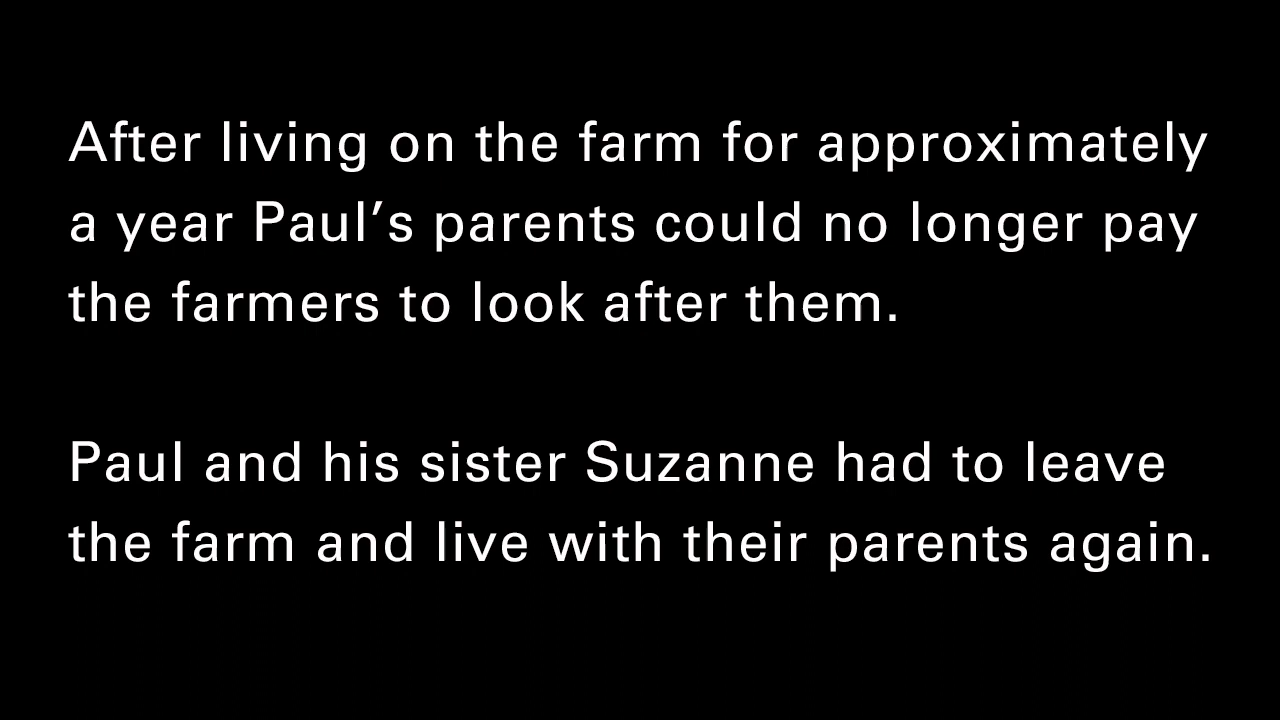 After living on the farm for approximately
a year Paul’s parents could no longer pay
the farmers to look after them.
Paul and his sister Suzanne had to leave
the farm and live with their parents again.